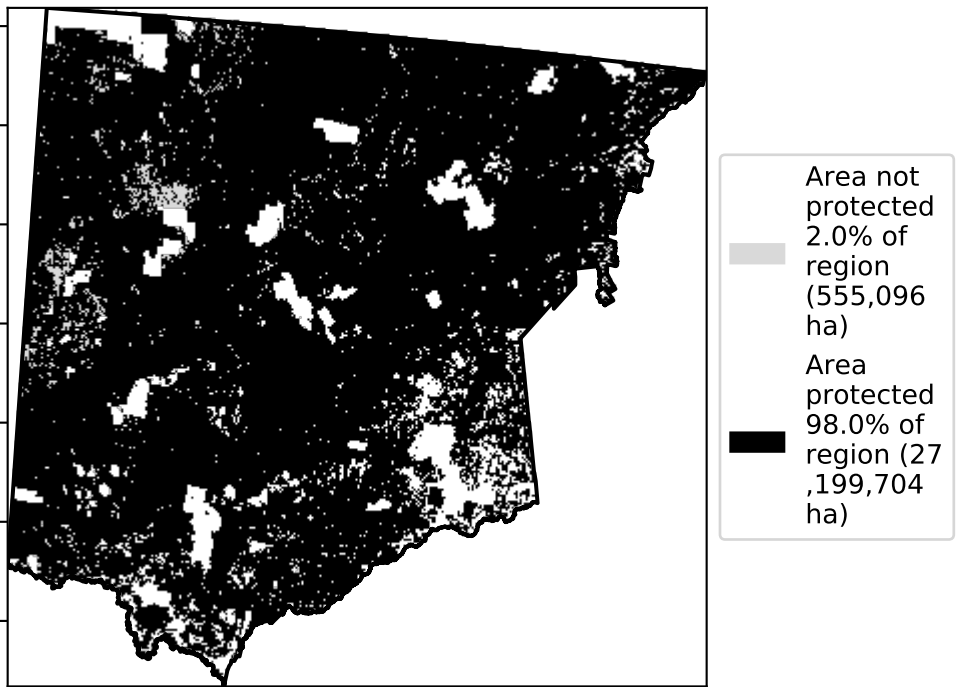 Area not
protected
2.0% of
region
(555,096
ha)
Area
protected
98.0% of
region (27
,199,704
ha)